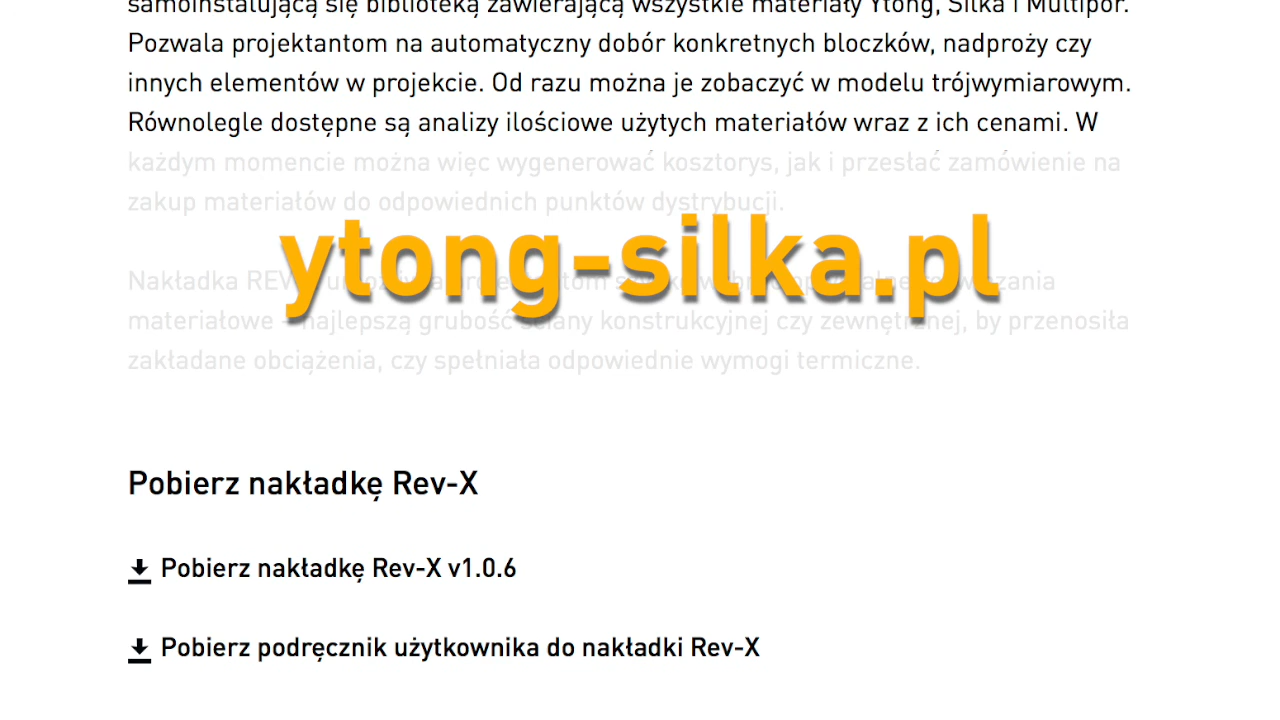 samoinstalującą się biblioteką zawierającą wszystkie materiały Ytong, Silka i Multipor.
Pozwala projektantom na automatyczny dobór konkretnych bloczków, nadproży czy
innych elementów w projekcie. Od razu można je zobaczyć w modelu trójwymiarowym.
Równolegle dostępne są analizy ilościowe użytych materiałów wraz z ich cenami. W
każdym momencie można więc wygenerować kosztorys, jak i przesłać zamówienie na
zakup materiałów do odpowiednich punktów dystrybucji.
ytong-silka.pl
Nakładka
materiałowe - najlepszą grubość ściany konstrukcyjnej czy zewnętrznej, by przenosiła
zakładane obciążenia, czy spełniała odpowiednie wymogi termiczne.
Pobierz nakładkę Rev-X
Pobierz nakładkę Rev-X v1.0.6
Pobierz podręcznik użytkownika do nakładki Rev-X